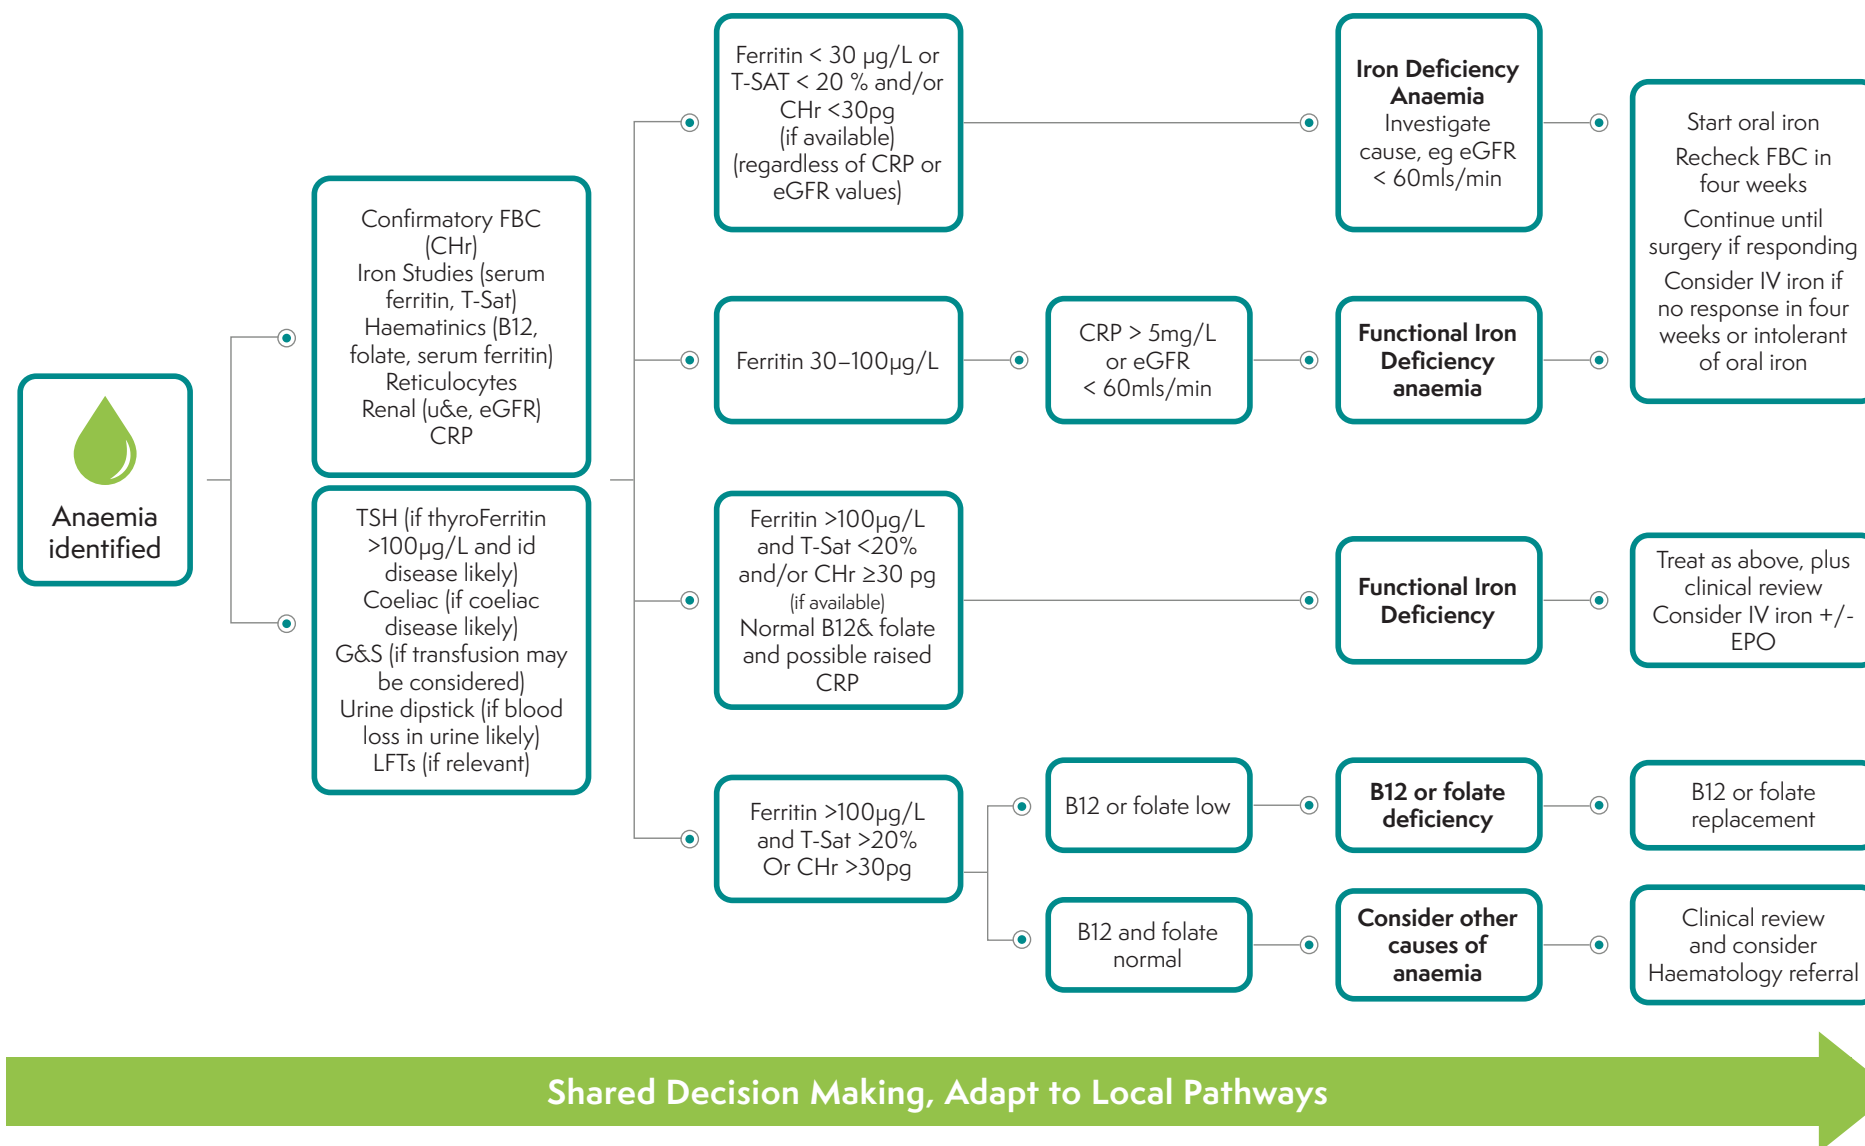 Anaemia
identified
Confirmatory FBC
(CHr)
Iron Studies (serum
ferritin, T-Sat)
Haematinics (B12,
folate, serum ferritin)
Reticulocytes
Renal (u&e, eGFR)
CRP
TSH (if thyroFerritin
>100µg/L and id
disease likely)
Coeliac (if coeliac
disease likely)
G&S (if transfusion may
be considered)
Urine dipstick (if blood
loss in urine likely)
LFTs (if relevant)
Ferritin < 30 µg/L or
T-SAT < 20 % and/or
CHr <30pg
(if available)
(regardless of CRP or
eGFR values)
Iron Deficiency
Anaemia
Investigate
cause, eg eGFR
< 60mls/min
Start oral iron
Recheck FBC in
four weeks
Continue until
surgery if responding
Consider IV iron if
no response in four
weeks or intolerant
of oral iron
Ferritin 30–100µg/L
CRP > 5mg/L
or eGFR
< 60mls/min
Functional Iron
Deficiency
anaemia
Ferritin >100µg/L
and T-Sat <20%
and/or CHr ≥30 pg
(if available)
Normal B12& folate
and possible raised
CRP
Functional Iron
Deficiency
Treat as above, plus
clinical review
Consider IV iron +/-
EPO
Ferritin >100µg/L
and T-Sat >20%
Or CHr >30pg
B12 or folate low
B12 or folate
deficiency
B12 or folate
replacement
B12 and folate
normal
Consider other
causes of
anaemia
Clinical review
and consider
Haematology referral
Shared Decision Making, Adapt to Local Pathways